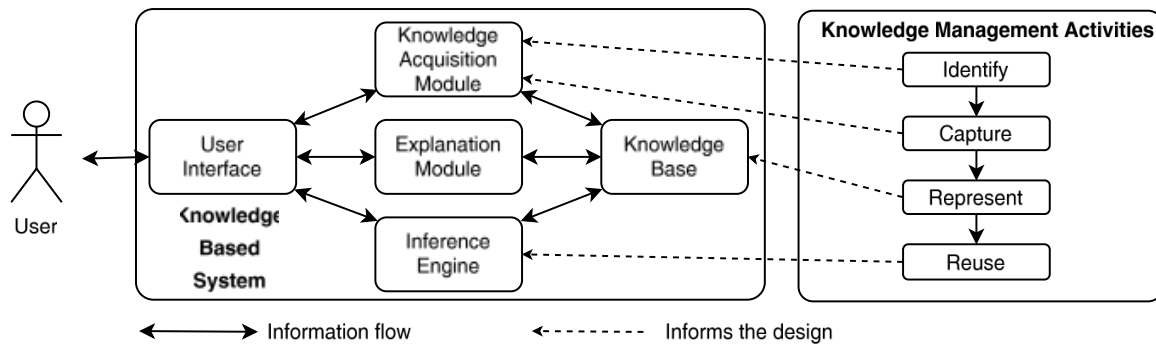 Knowledge
Acquisition
Module
Knowledge Management Activities
Identify
Capture
Represent
Reuse
User
User
Interface
Explanation
Module
Knowledge
Base
Knowledge
Based
System
Inference
Engine
Information flow
Informs the design